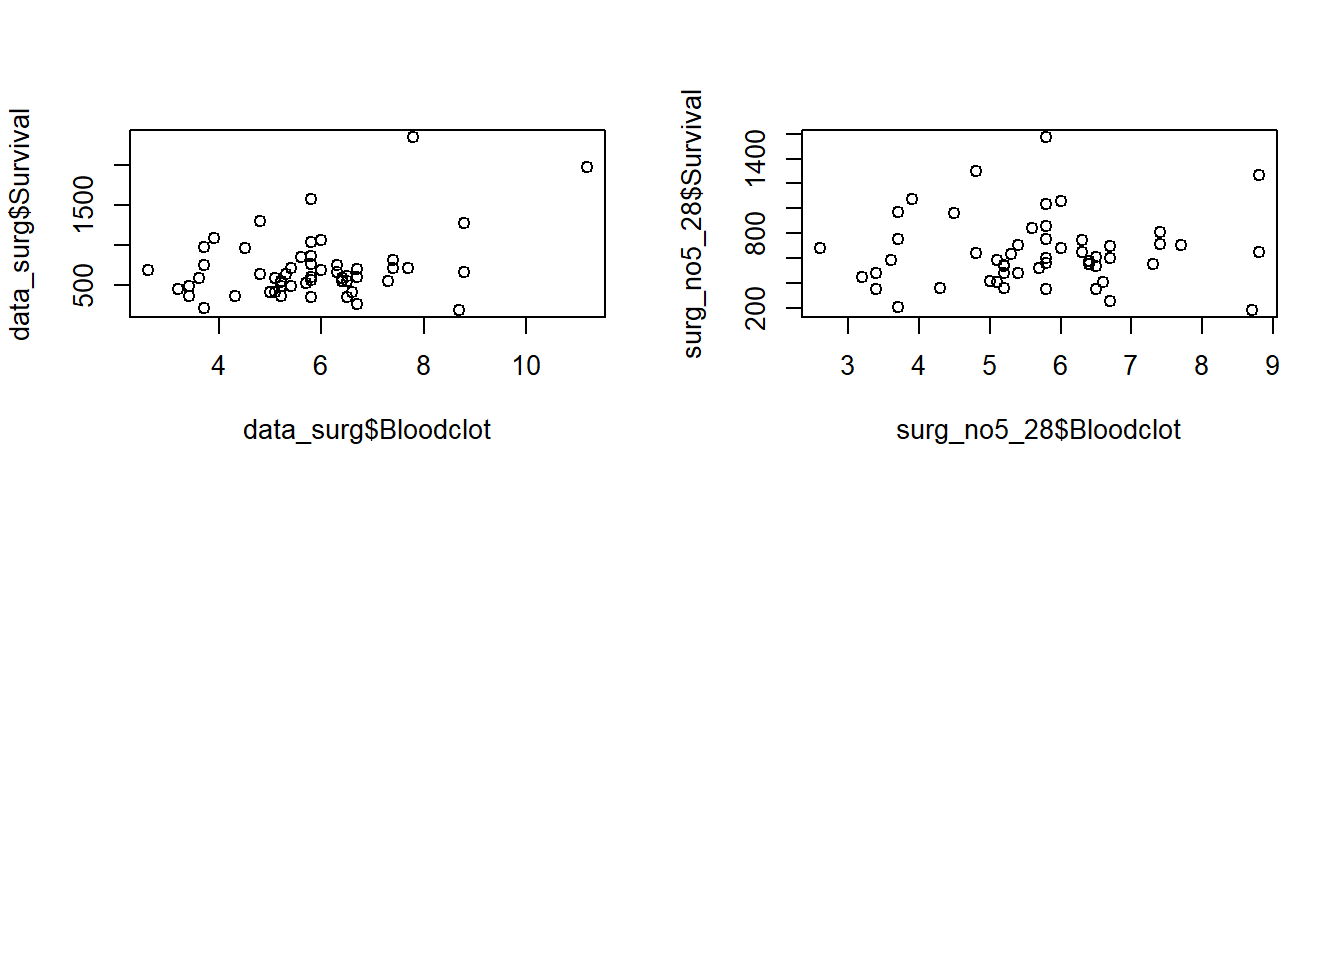 data_surg$Survival
500 1500
4 6 8 10
data_surg$Bloodclot
surg_no5_28$Survival
200 800 1400
3 4 5 6 7 8 9
surg_no5_28$Bloodclot